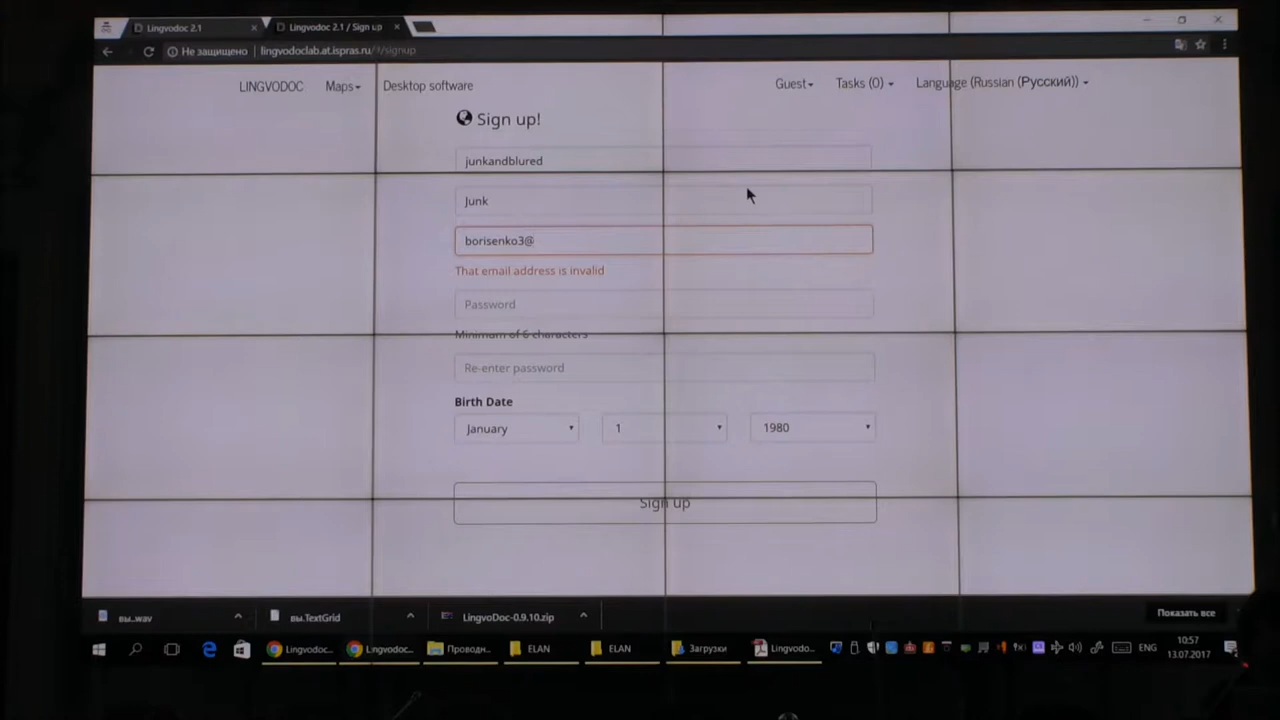 Lingvodoc 2.1
Lingvodoc 2.1 / Sign up
Не защищено lingvodoclab.at.ispras.ru/#/signup
LINGVODOC Maps Desktop software Guest Tasks (0) Language (Russian (Русский))
Sign up!
junkandblured
Junk
borisenko3@
That email address is invalid
Password
Minimum of 6 characters
Re-enter password
Birth Date
January 1 1980
Sign up
вы.wav вы.TextGrid LingvoDoc-0.9.10.zip Показать все
Lingvodoc... Lingvodoc... Проводн... ELAN ELAN Загрузки Lingvodo... ENG 10:57
13.07.2017